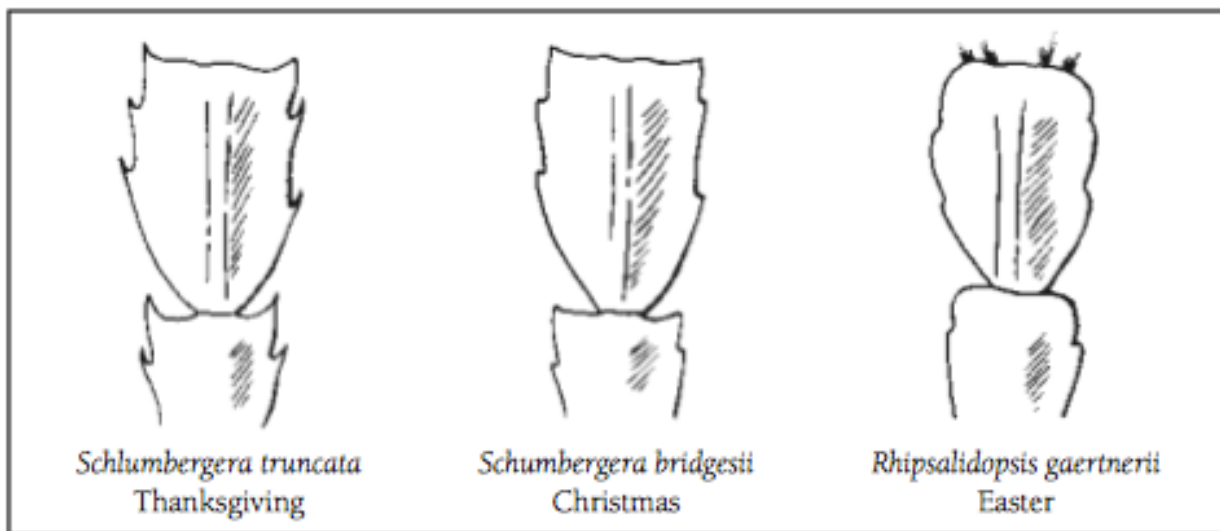 Schlumbergera truncata
Thanksgiving
Schumbergera bridgesii
Christmas
Rhipsalidopsis gaertnerii
Easter